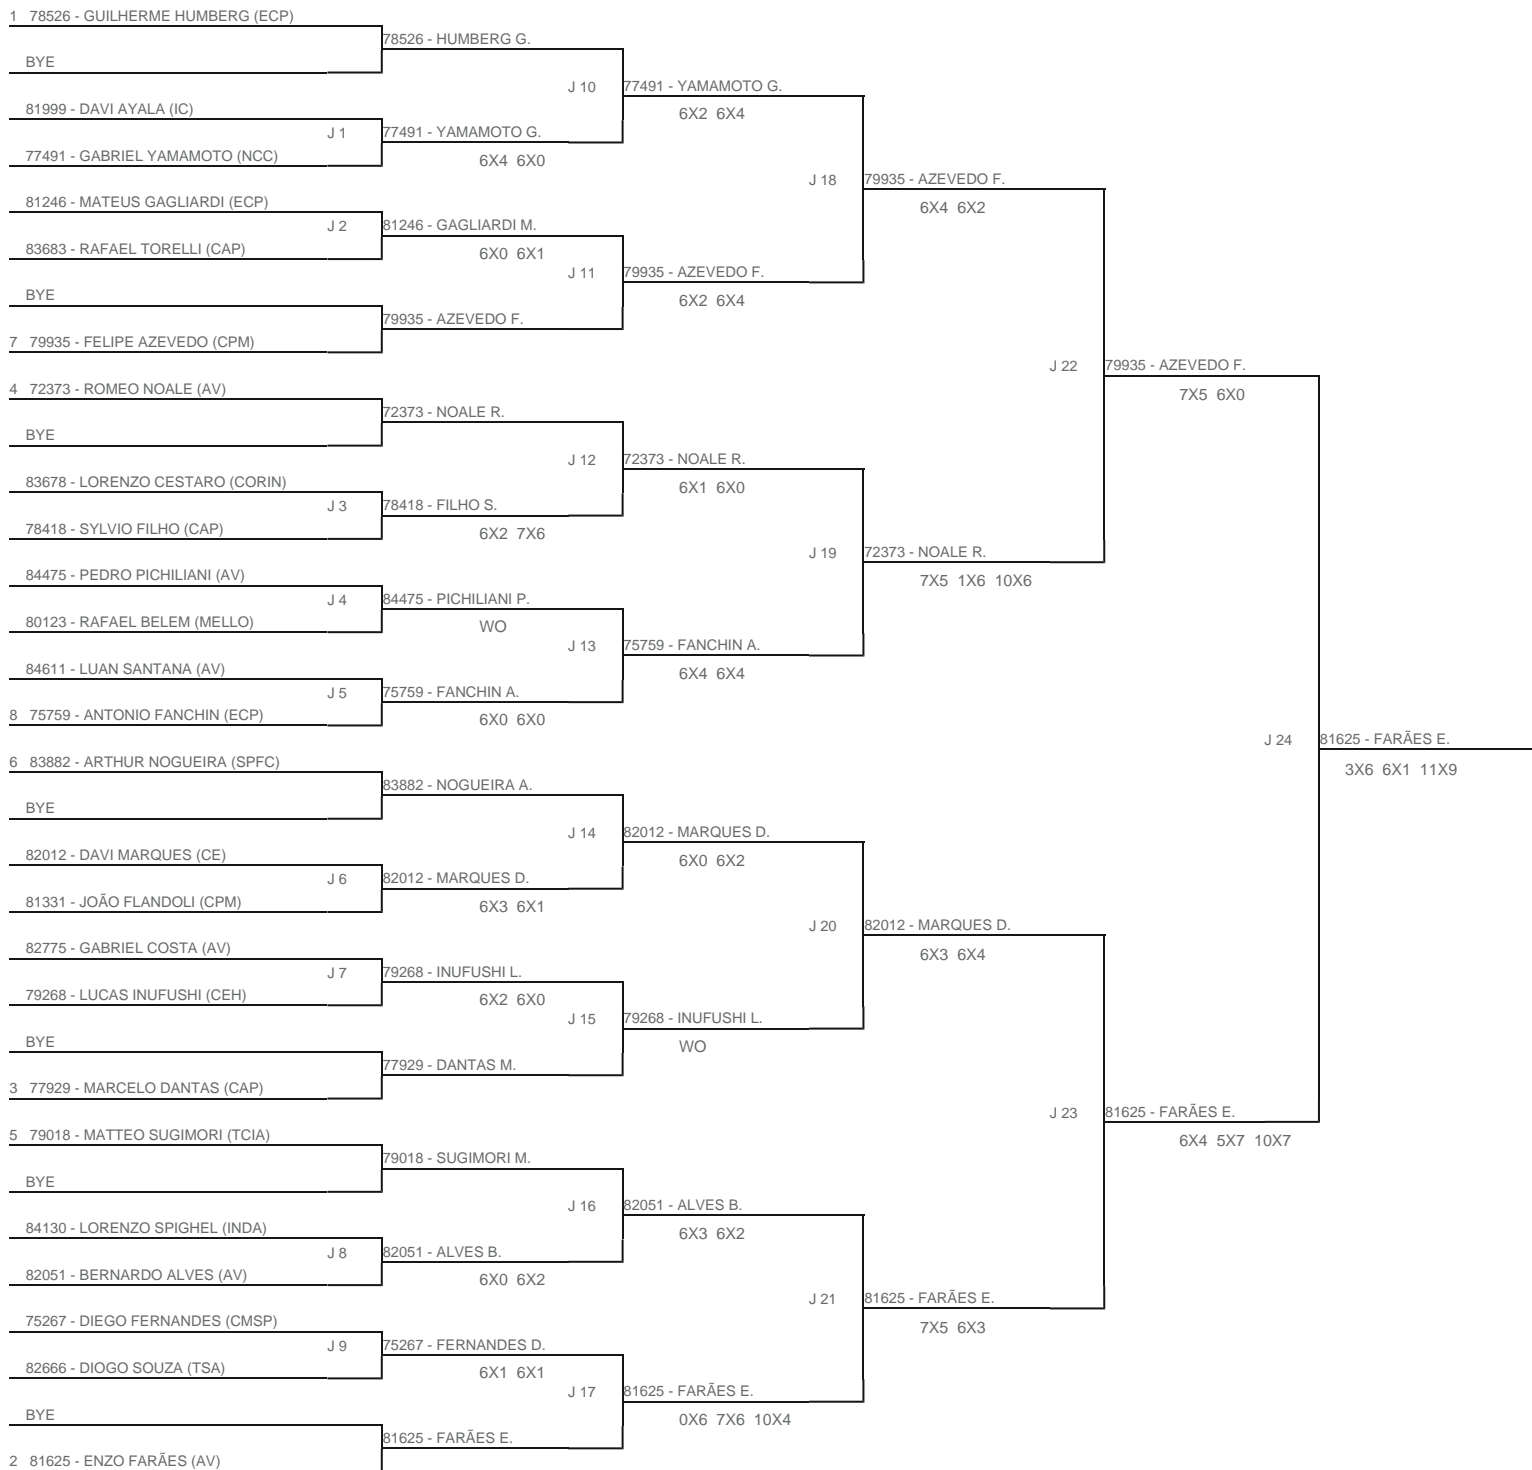 1 78526 - GUILHERME HUMBERG (ECP)
78526 - HUMBERG G.
BYE
J 10
77491 - YAMAMOTO G.
6X2 6X4
81999 - DAVI AYALA (IC)
J 1
77491 - YAMAMOTO G.
6X4 6X0
77491 - GABRIEL YAMAMOTO (NCC)
J 18
79935 - AZEVEDO F.
6X4 6X2
81246 - MATEUS GAGLIARDI (ECP)
J 2
81246 - GAGLIARDI M.
6X0 6X1
83683 - RAFAEL TORELLI (CAP)
J 11
79935 - AZEVEDO F.
6X2 6X4
BYE
79935 - AZEVEDO F.
7 79935 - FELIPE AZEVEDO (CPM)
J 22
79935 - AZEVEDO F.
7X5 6X0
4 72373 - ROMEO NOALE (AV)
72373 - NOALE R.
BYE
J 12
72373 - NOALE R.
6X1 6X0
83678 - LORENZO CESTARO (CORIN)
J 3
78418 - FILHO S.
6X2 7X6
78418 - SYLVIO FILHO (CAP)
J 19
72373 - NOALE R.
7X5 1X6 10X6
84475 - PEDRO PICHILIANI (AV)
J 4
84475 - PICHILIANI P.
WO
80123 - RAFAEL BELEM (MELLO)
J 13
75759 - FANCHIN A.
6X4 6X4
84611 - LUAN SANTANA (AV)
J 5
75759 - FANCHIN A.
6X0 6X0
8 75759 - ANTONIO FANCHIN (ECP)
J 24
81625 - FARÃES E.
3X6 6X1 11X9
6 83882 - ARTHUR NOGUEIRA (SPFC)
83882 - NOGUEIRA A.
BYE
J 14
82012 - MARQUES D.
6X0 6X2
82012 - DAVI MARQUES (CE)
J 6
82012 - MARQUES D.
6X3 6X1
81331 - JOÃO FLANDOLI (CPM)
J 20
82012 - MARQUES D.
6X3 6X4
82775 - GABRIEL COSTA (AV)
J 7
79268 - INUFUSHI L.
6X2 6X0
79268 - LUCAS INUFUSHI (CEH)
J 15
79268 - INUFUSHI L.
WO
BYE
77929 - DANTAS M.
3 77929 - MARCELO DANTAS (CAP)
J 23
81625 - FARÃES E.
6X4 5X7 10X7
5 79018 - MATTEO SUGIMORI (TCIA)
79018 - SUGIMORI M.
BYE
J 16
82051 - ALVES B.
6X3 6X2
84130 - LORENZO SPIGHEL (INDA)
J 8
82051 - ALVES B.
6X0 6X2
82051 - BERNARDO ALVES (AV)
J 21
81625 - FARÃES E.
7X5 6X3
75267 - DIEGO FERNANDES (CMSP)
J 9
75267 - FERNANDES D.
6X1 6X1
82666 - DIOGO SOUZA (TSA)
J 17
81625 - FARÃES E.
0X6 7X6 10X4
BYE
81625 - FARÃES E.
2 81625 - ENZO FARÃES (AV)